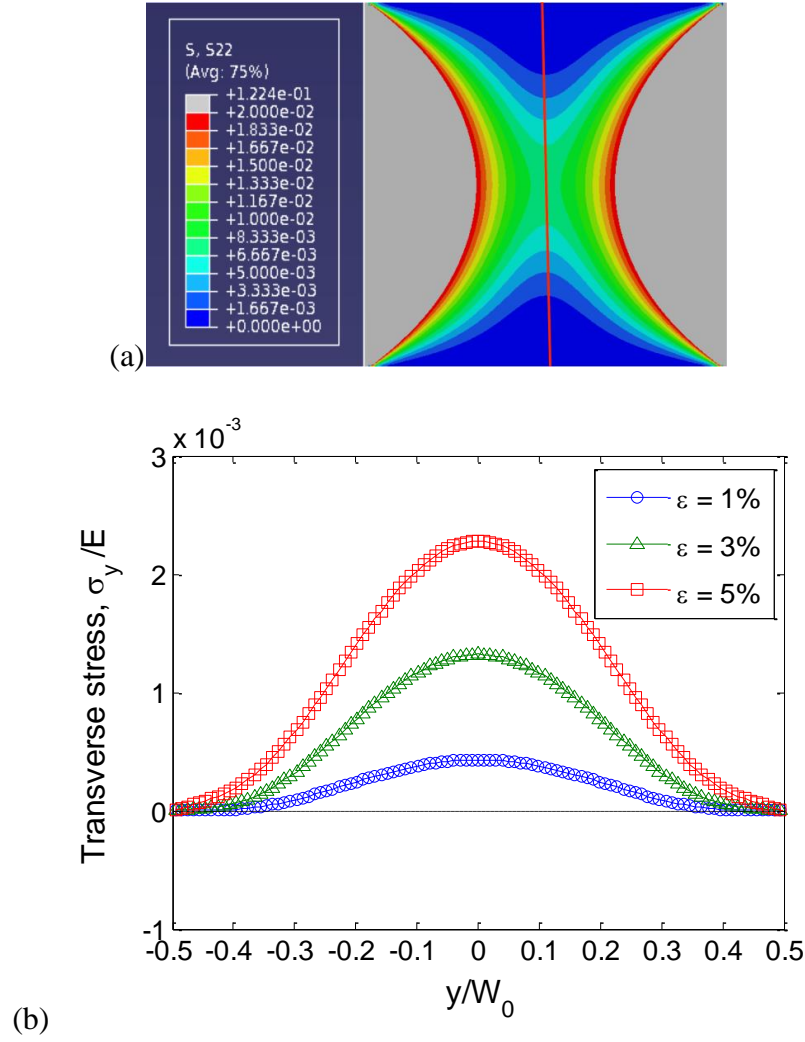 S, S22
(Avg: 75%)
+1.224e-01
+2.000e-02
+1.833e-02
+1.667e-02
+1.500e-02
+1.333e-02
+1.167e-02
+1.000e-02
+8.333e-03
+6.667e-03
+5.000e-03
+3.333e-03
+1.667e-03
+0.000e+00
(a)
x 10^-3
3
2
1
0
-1
Transverse stress, σ_y/E
ε = 1%
ε = 3%
ε = 5%
-0.5 -0.4 -0.3 -0.2 -0.1 0 0.1 0.2 0.3 0.4 0.5
y/W_0
(b)